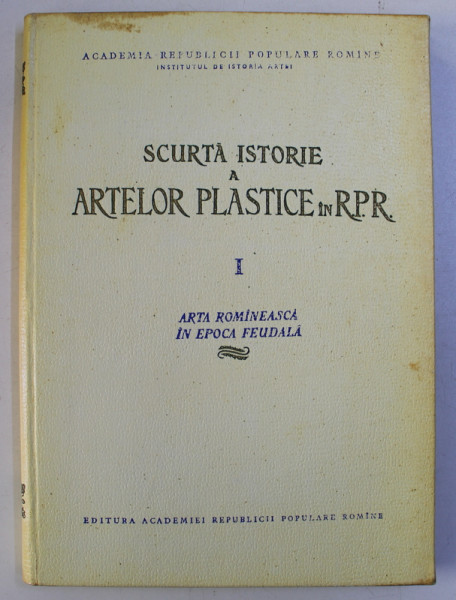 ACADEMIA REPUBLICII POPULARE ROMÎNE
INSTITUTUL DE ISTORIA ARTEI
SCURTĂ ISTORIE
A
ARTELOR PLASTICE ÎN R.P.R.
I
ARTA ROMÎNEASCĂ
ÎN EPOCA FEUDALĂ
EDITURA ACADEMIEI REPUBLICII POPULARE ROMÎNE